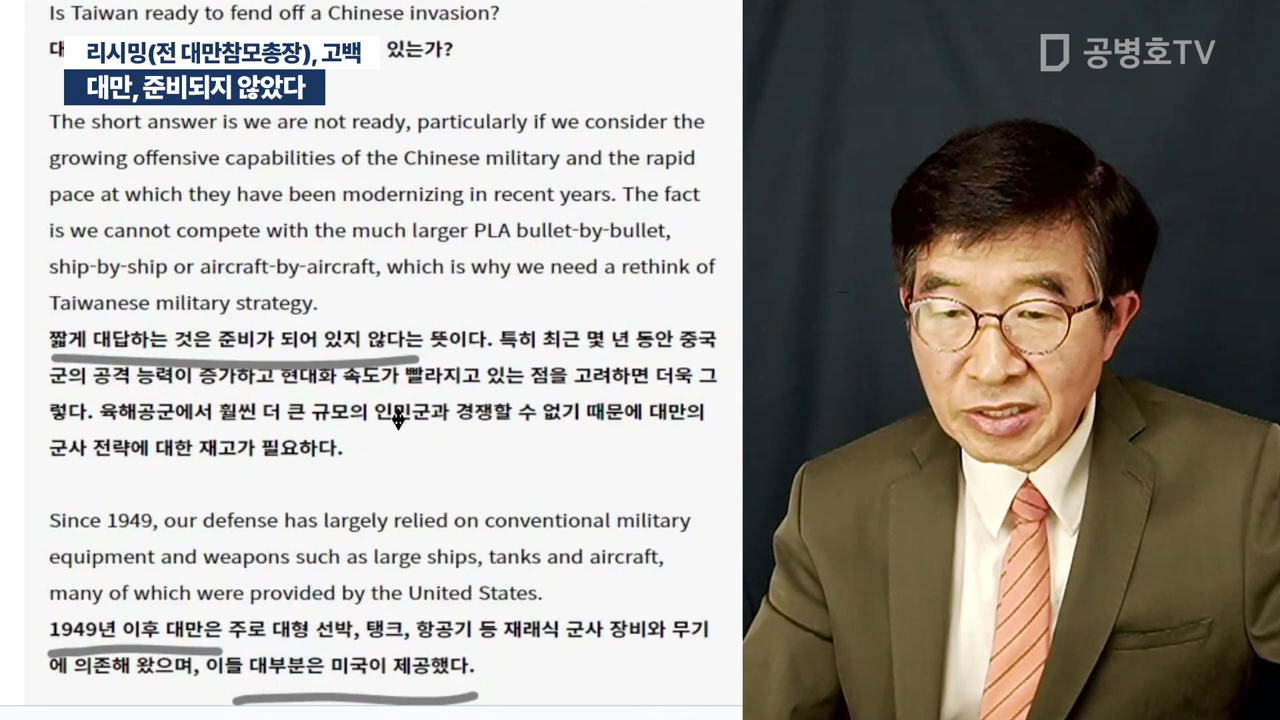 Is Taiwan ready to fend off a Chinese invasion?
대
있는가?
리시밍(전 대만참모총장), 고백
대만, 준비되지 않았다
공병호TV
The short answer is we are not ready, particularly if we consider the
growing offensive capabilities of the Chinese military and the rapid
pace at which they have been modernizing in recent years. The fact
is we cannot compete with the much larger PLA bullet-by-bullet,
ship-by-ship or aircraft-by-aircraft, which is why we need a rethink of
Taiwanese military strategy.
짧게 대답하는 것은 준비가 되어 있지 않다는 뜻이다. 특히 최근 몇 년 동안 중국
군의 공격 능력이 증가하고 현대화 속도가 빨라지고 있는 점을 고려하면 더욱 그
렇다. 육해공군에서 훨씬 더 큰 규모의 인민군과 경쟁할 수 없기 때문에 대만의
군사 전략에 대한 재고가 필요하다.
Since 1949, our defense has largely relied on conventional military
equipment and weapons such as large ships, tanks and aircraft,
many of which were provided by the United States.
1949년 이후 대만은 주로 대형 선박, 탱크, 항공기 등 재래식 군사 장비와 무기
에 의존해 왔으며, 이들 대부분은 미국이 제공했다.